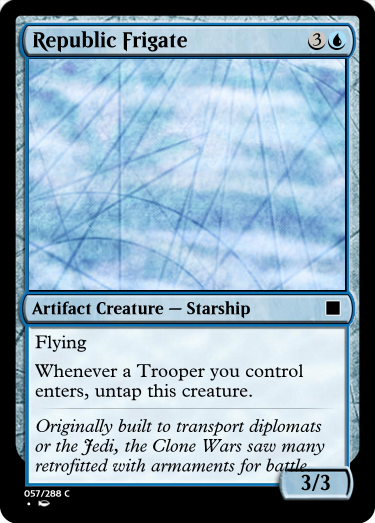 Republic Frigate 3
Artifact Creature — Starship
Flying
Whenever a Trooper you control
enters, untap this creature.
Originally built to transport diplomats
or the Jedi, the Clone Wars saw many
retrofitted with armaments for battle.
3/3
057/288 C